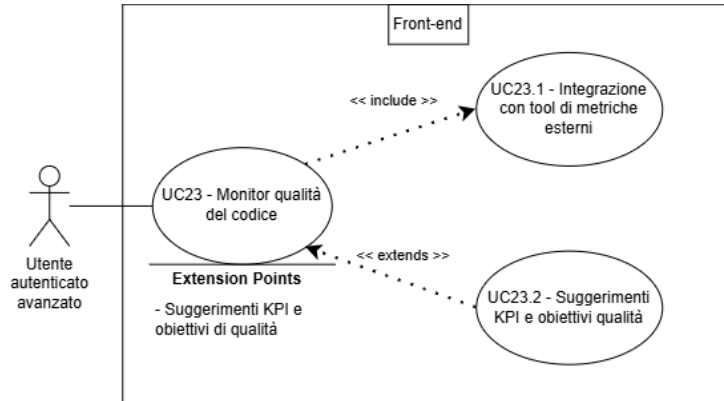 Front-end
<< include >>
UC23.1 - Integrazione
con tool di metriche
esterni
UC23 - Monitor qualità
del codice
Utente
autenticato
avanzato
Extension Points
- Suggerimenti KPI e
obiettivi di qualità
<< extends >>
UC23.2 - Suggerimenti
KPI e obiettivi qualità